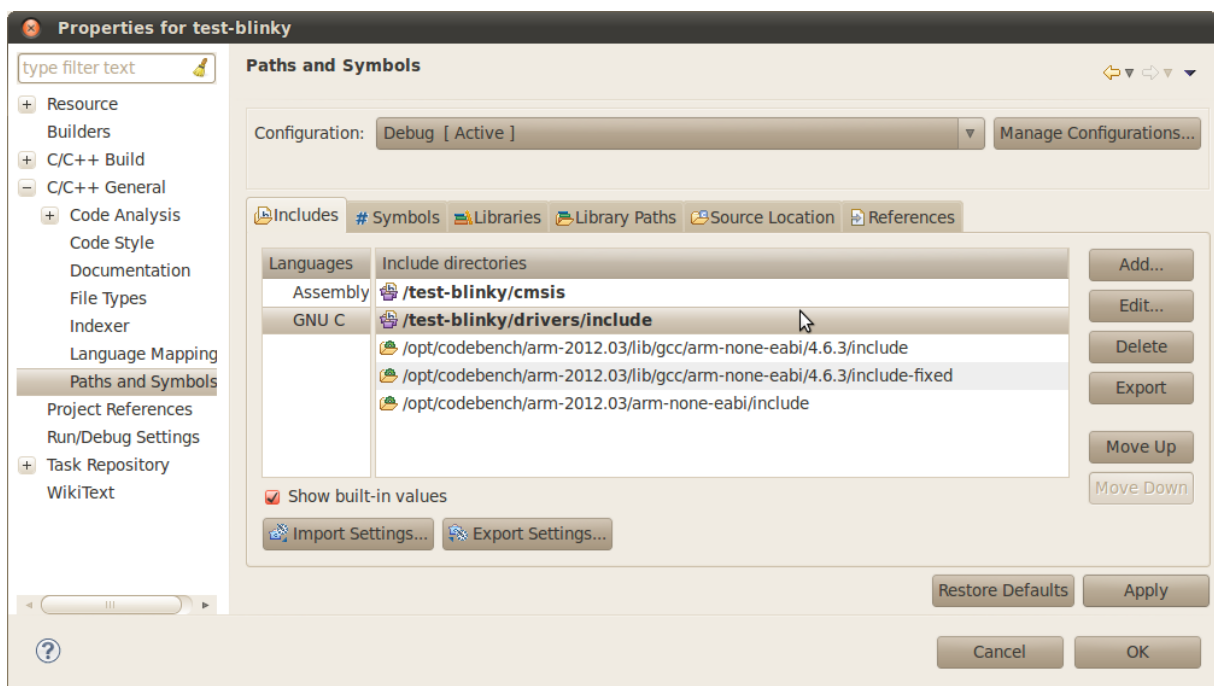 Properties for test-blinky
type filter text
Paths and Symbols
Resource
Builders
C/C++ Build
C/C++ General
Code Analysis
Code Style
Documentation
File Types
Indexer
Language Mapping
Paths and Symbols
Project References
Run/Debug Settings
Task Repository
WikiText
Configuration: Debug [ Active ] Manage Configurations...
Includes # Symbols Libraries Library Paths Source Location References
Languages Include directories
Assembly /test-blinky/cmsis
GNU C /test-blinky/drivers/include
/opt/codebench/arm-2012.03/lib/gcc/arm-none-eabi/4.6.3/include
/opt/codebench/arm-2012.03/lib/gcc/arm-none-eabi/4.6.3/include-fixed
/opt/codebench/arm-2012.03/arm-none-eabi/include
Add...
Edit...
Delete
Export
Move Up
Move Down
Show built-in values
Import Settings... Export Settings...
Restore Defaults Apply
? Cancel OK